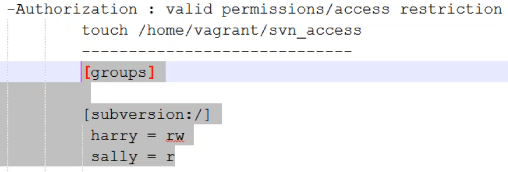 -Authorization : valid permissions/access restriction
touch /home/vagrant/svn_access
------------------------------
[groups]
[subversion:/]
harry = rw
sally = r